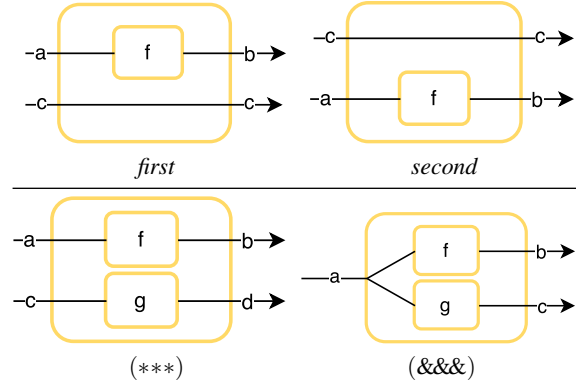 a f b
c c
first
c c
a f b
second
a f b
c g d
(***)
a f b
g c
(&&&)